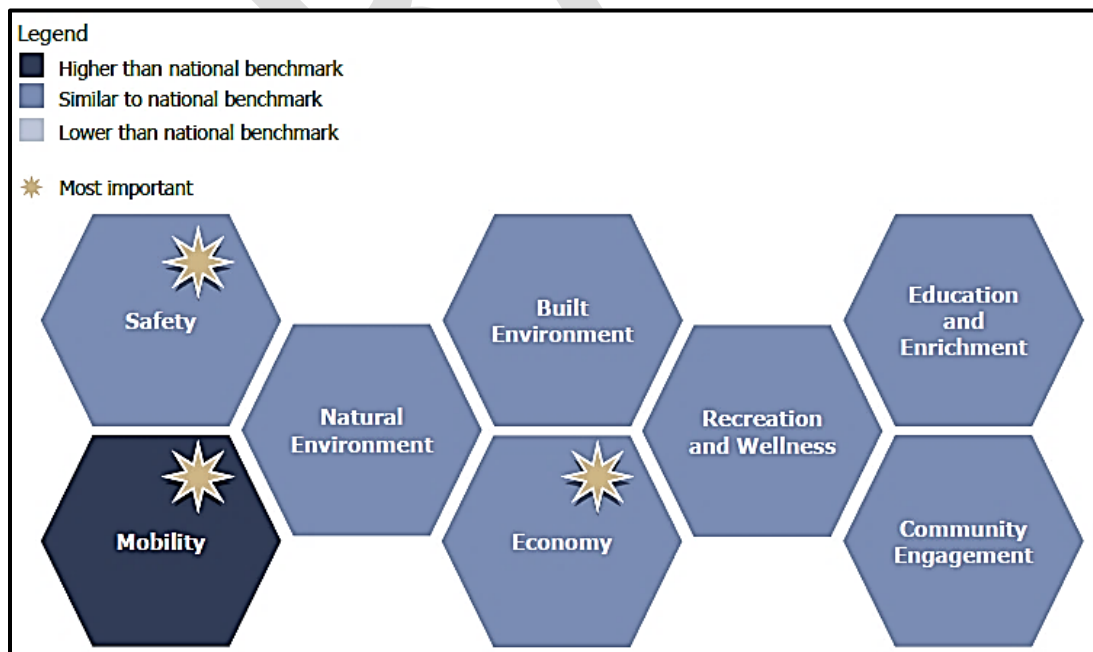 Legend
Higher than national benchmark
Similar to national benchmark
Lower than national benchmark
Most important
Safety
Built
Environment
Education
and
Enrichment
Natural
Environment
Recreation
and Wellness
Mobility
Economy
Community
Engagement